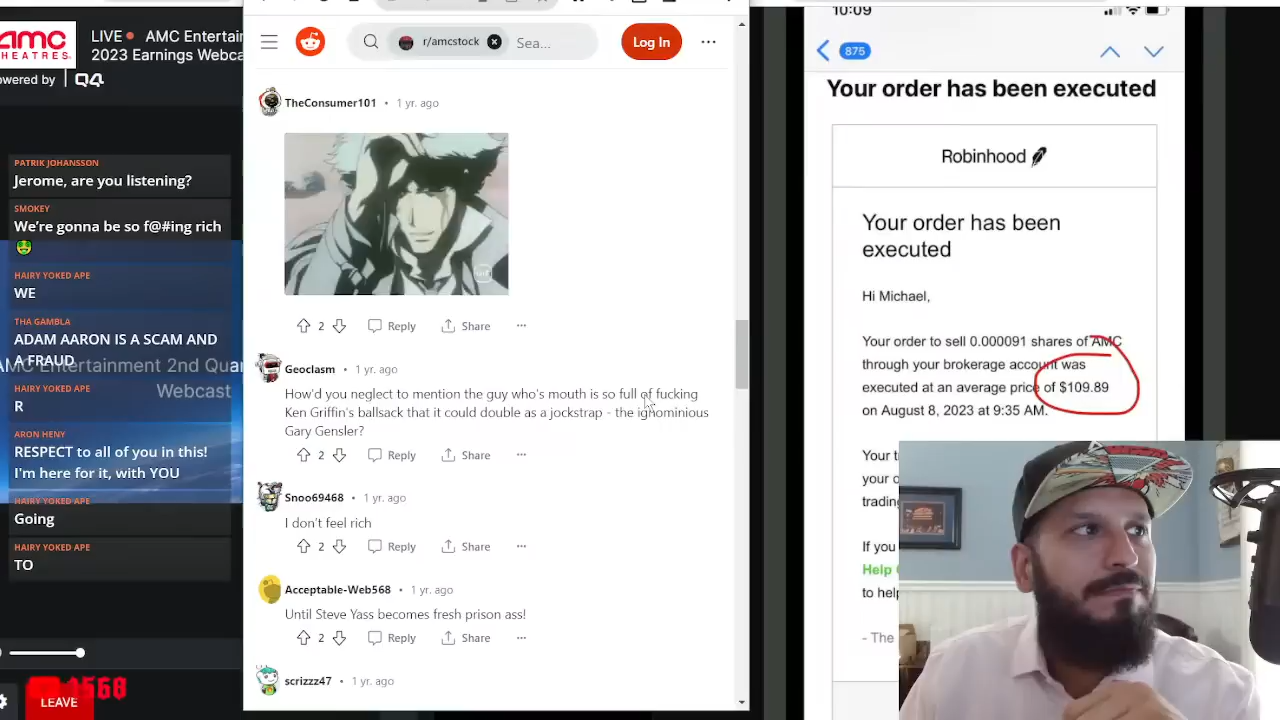 amc
THEATRES
LIVE
AMC Entertain
2023 Earnings Webca
owered by | Q4
PATRIK JOHANSSON
Jerome, are you listening?
SMOKEY
We're gonna be so f@#ing rich
HAIRY YOKED APE
WE
THA GAMBLA
ADAM AARON IS A SCAM AND
A FRAUD
AMC Entertainment 2nd Quar
Webcast
HAIRY YOKED APE
R
ARON HENY
RESPECT to all of you in this!
I'm here for it, with YOU
HAIRY YOKED APE
Going
HAIRY YOKED APE
TO
1560
LEAVE
r/amcstock
Sea...
Log In
TheConsumer101 • 1 yr. ago
2
Reply
Share
Geoclasm • 1 yr. ago
How'd you neglect to mention the guy who's mouth is so full of fucking
Ken Griffin's ballsack that it could double as a jockstrap - the ignominious
Gary Gensler?
2
Reply
Share
Snoo69468 • 1 yr. ago
I don't feel rich
2
Reply
Share
Acceptable-Web568 • 1 yr. ago
Until Steve Yass becomes fresh prison ass!
2
Reply
Share
scrizzz47 • 1 yr. ago
10:09
875
Your order has been executed
Robinhood
Your order has been
executed
Hi Michael,
Your order to sell 0.000091 shares of AMC
through your brokerage account was
executed at an average price of $109.89
on August 8, 2023 at 9:35 AM.
Your t
your o
tradin
If you
Help
to help
- The